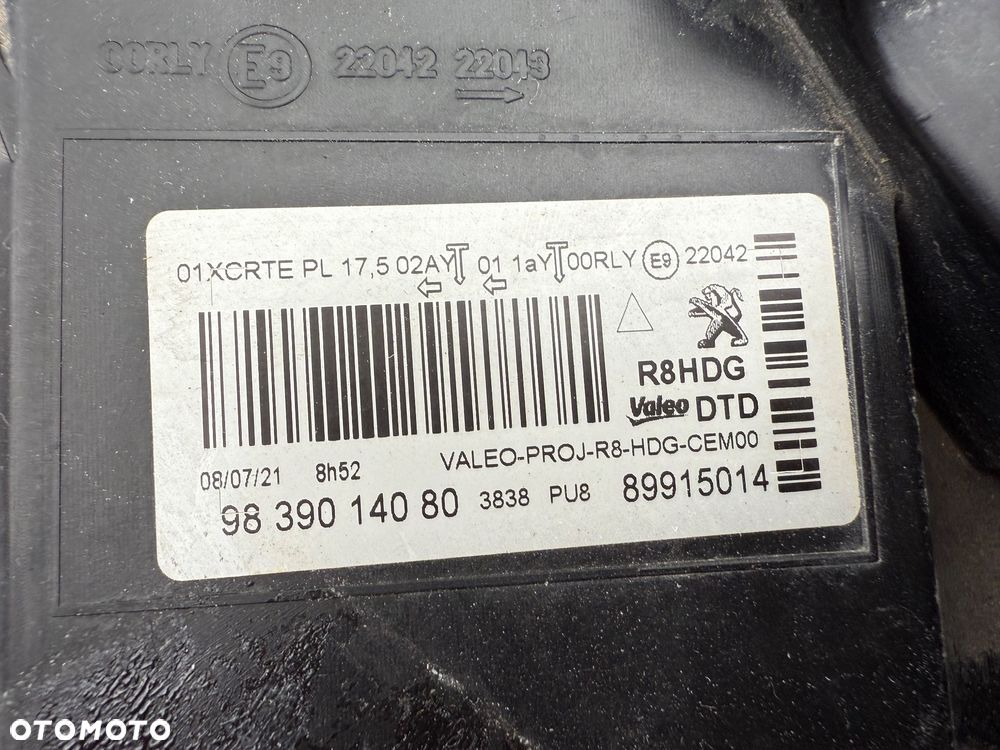 00RLY E9 22042 22043
01XCRTE PL 17,5 02AY 01 1aY 00RLY E9 22042
R8HDG
Valeo DTD
VALEO-PROJ-R8-HDG-CEM00
08/07/21 8h52
98 390 140 80 3838 PU8 89915014
OTOMOTO